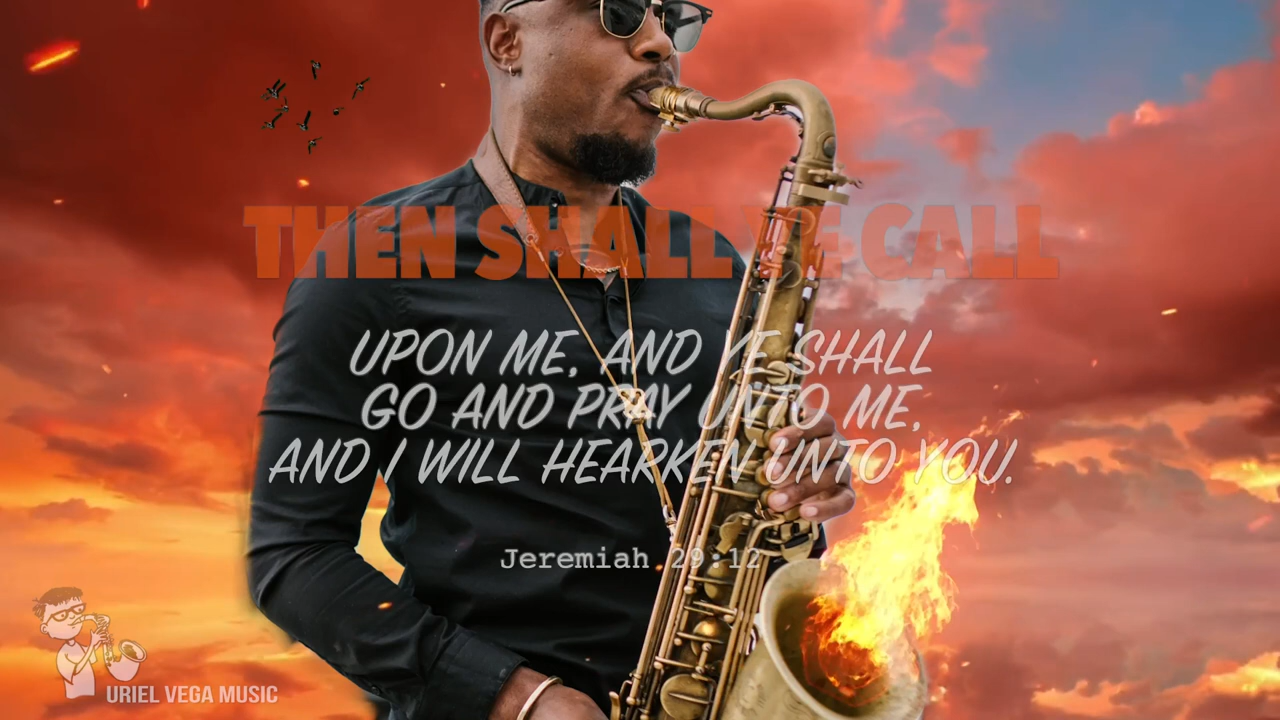 THEN SHALL YE CALL
UPON ME, AND YE SHALL
GO AND PRAY UNTO ME,
AND I WILL HEARKEN UNTO YOU.
Jeremiah 29:12
URIEL VEGA MUSIC